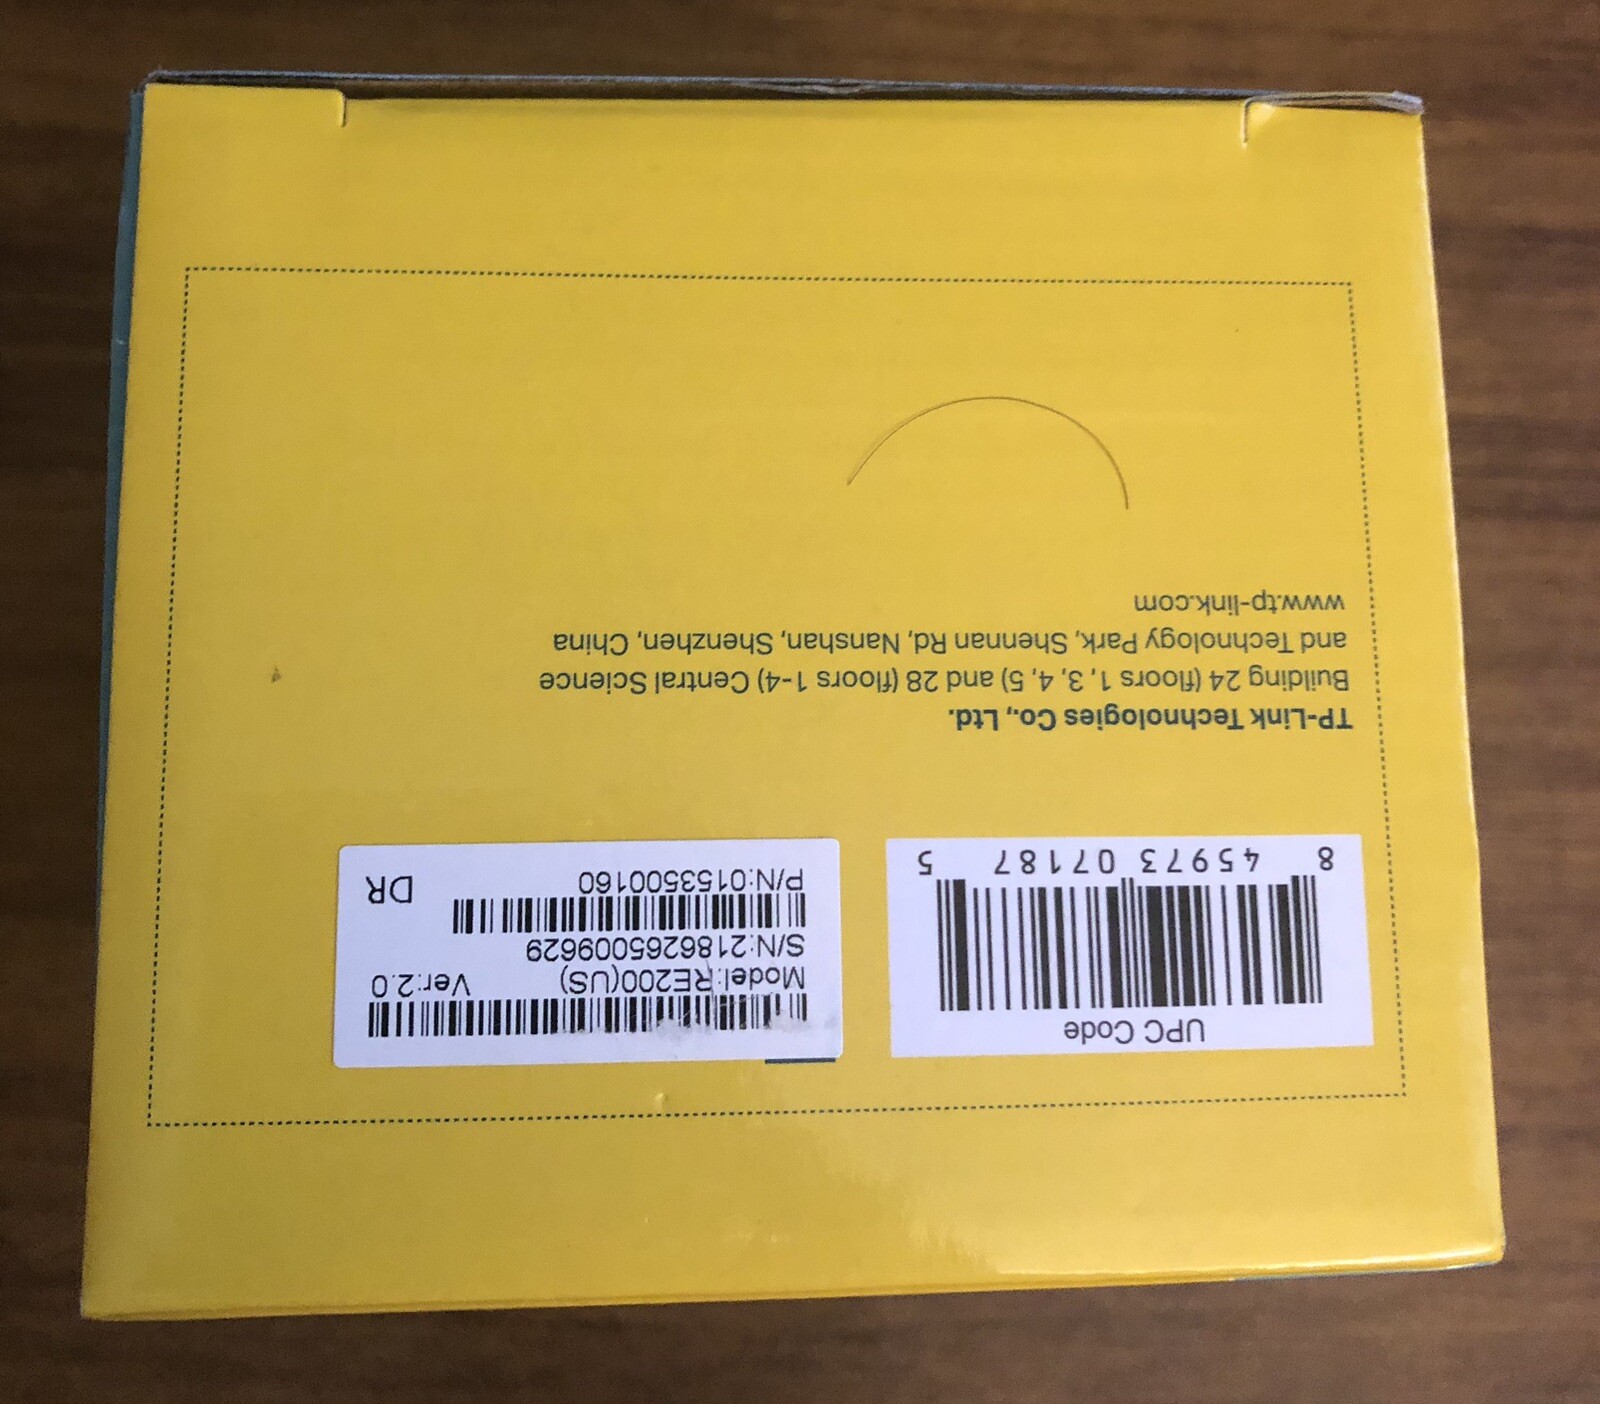 UPC Code
8 45973 07187 5
Model:RE200(US) Ver:2.0
S/N:2186265009629
P/N:0153500160
DR
TP-Link Technologies Co., Ltd.
Building 24 (floors 1, 3, 4, 5) and 28 (floors 1-4) Central Science
and Technology Park, Shennan Rd, Nanshan, Shenzhen, China
www.tp-link.com